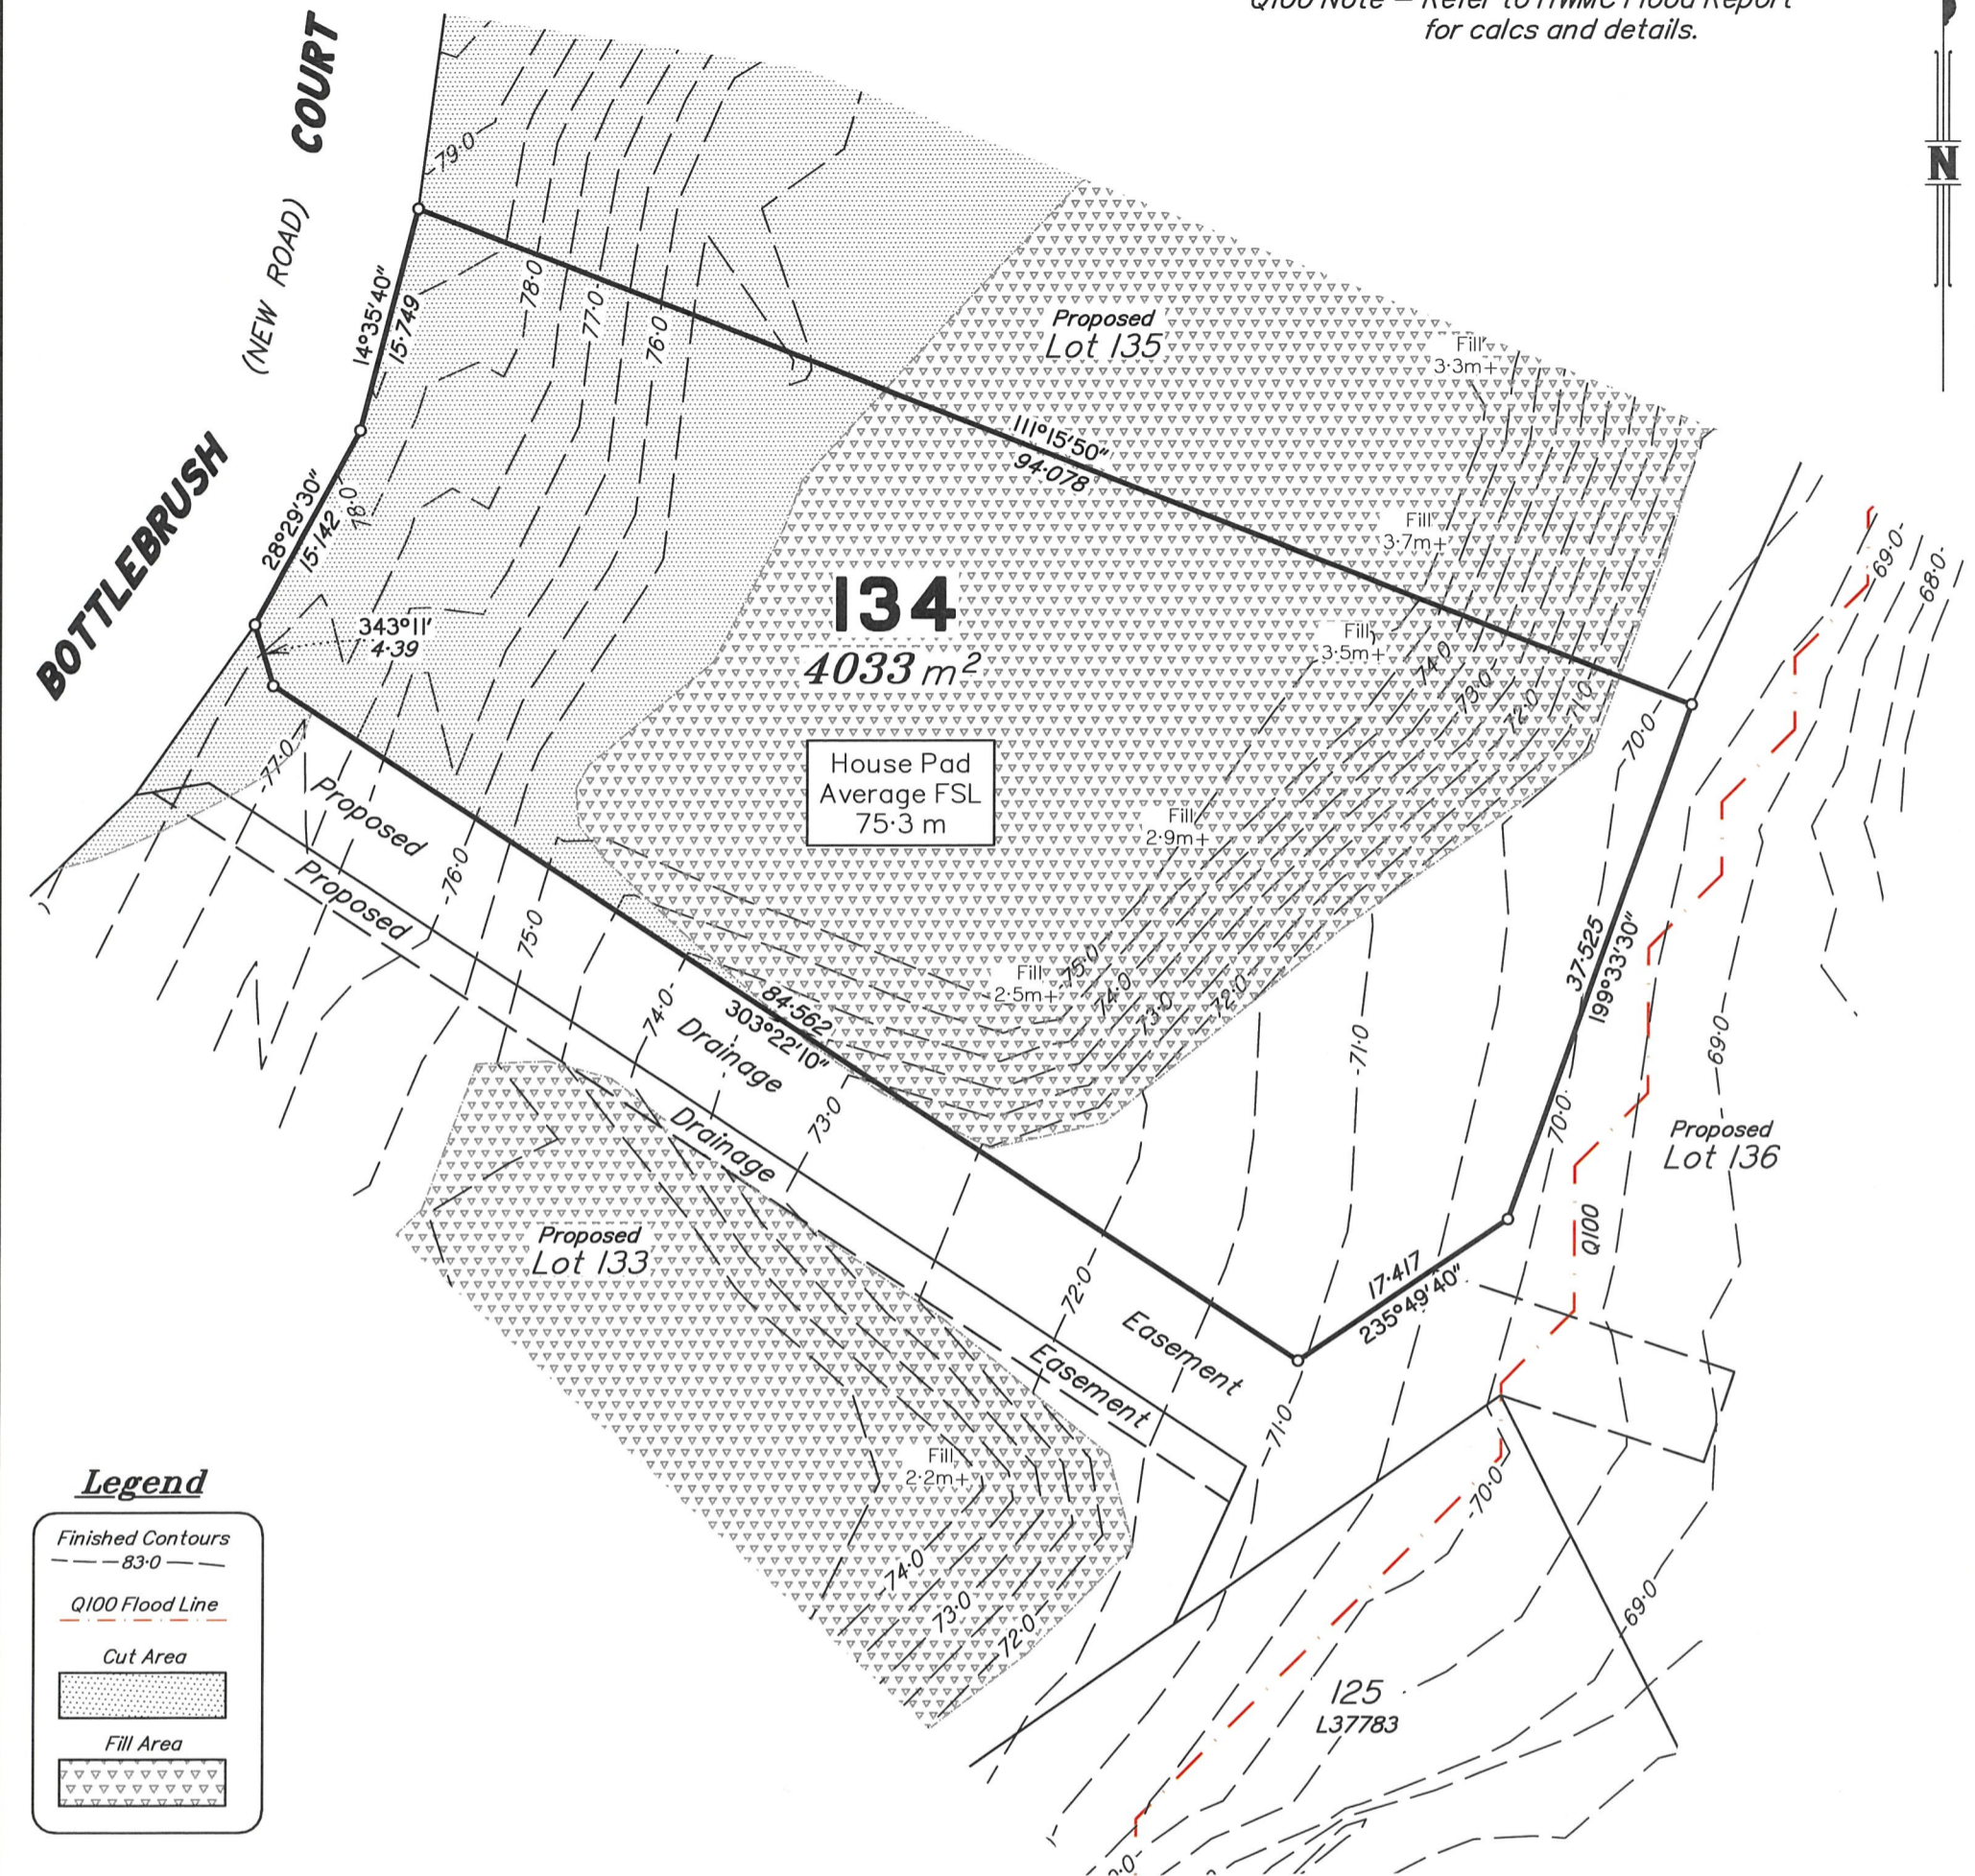 Q100 Note – Refer to HWMC Flood Report
for calcs and details.
N
BOTTLEBRUSH COURT
(NEW ROAD)
79·0
14°35'40"
15·749
78·0
77·0
76·0
28°29'30"
15·142
78·0
343°11'
4·39
111°15'50"
94·078
Proposed
Lot 135
Fill
3·3m+
Fill
3·7m+
Fill
3·5m+
134
4033 m²
House Pad
Average FSL
75·3 m
Fill
2·9m+
Fill
2·5m+
74·0
73·0
72·0
71·0
70·0
69·0
68·0
75·0
74·0
73·0
72·0
71·0
37·525
199°33'30"
70·0
69·0
Proposed
Lot 136
Q100
77·0
76·0
75·0
74·0
73·0
72·0
71·0
Proposed Drainage Easement
Proposed Drainage Easement
84·562
303°22'10"
17·417
235°49'40"
Proposed
Lot 133
Fill
2·2m+
74·0
73·0
72·0
70·0
69·0
125
L37783
Legend
Finished Contours
83·0
Q100 Flood Line
Cut Area
Fill Area